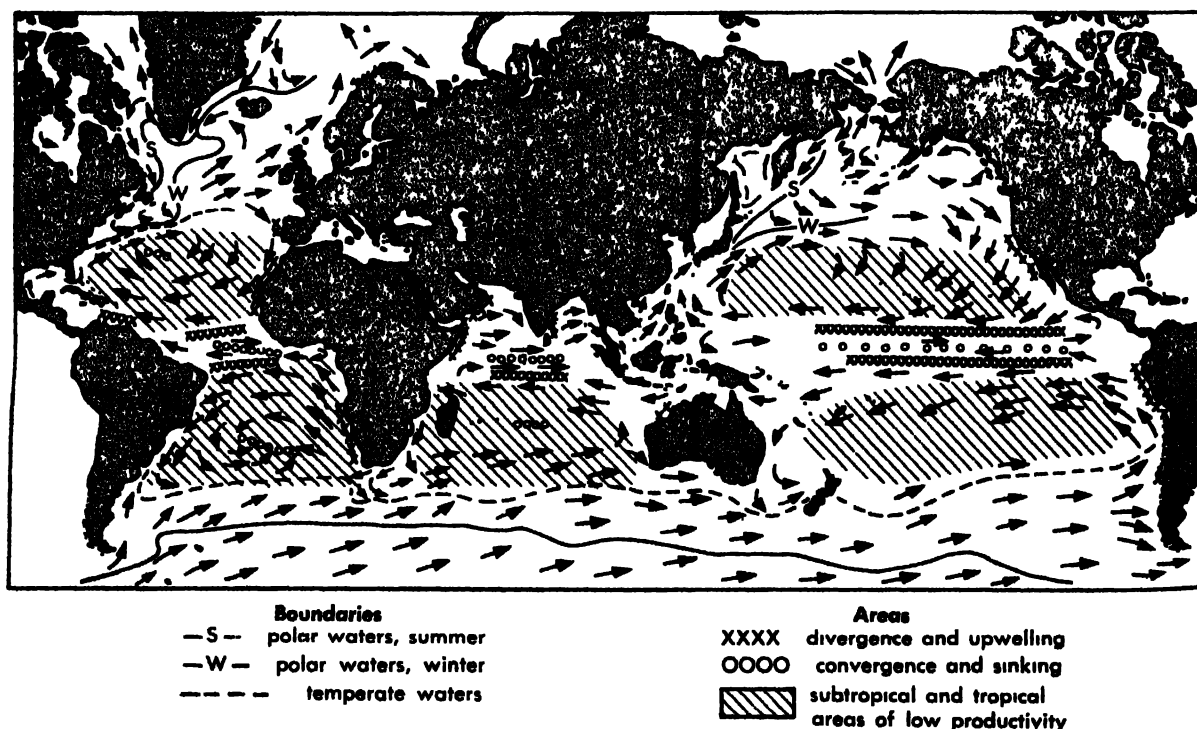 S
W
S
W
Boundaries
—S-- polar waters, summer
—W— polar waters, winter
---- temperate waters
Areas
XXXX divergence and upwelling
OOOO convergence and sinking
subtropical and tropical
areas of low productivity